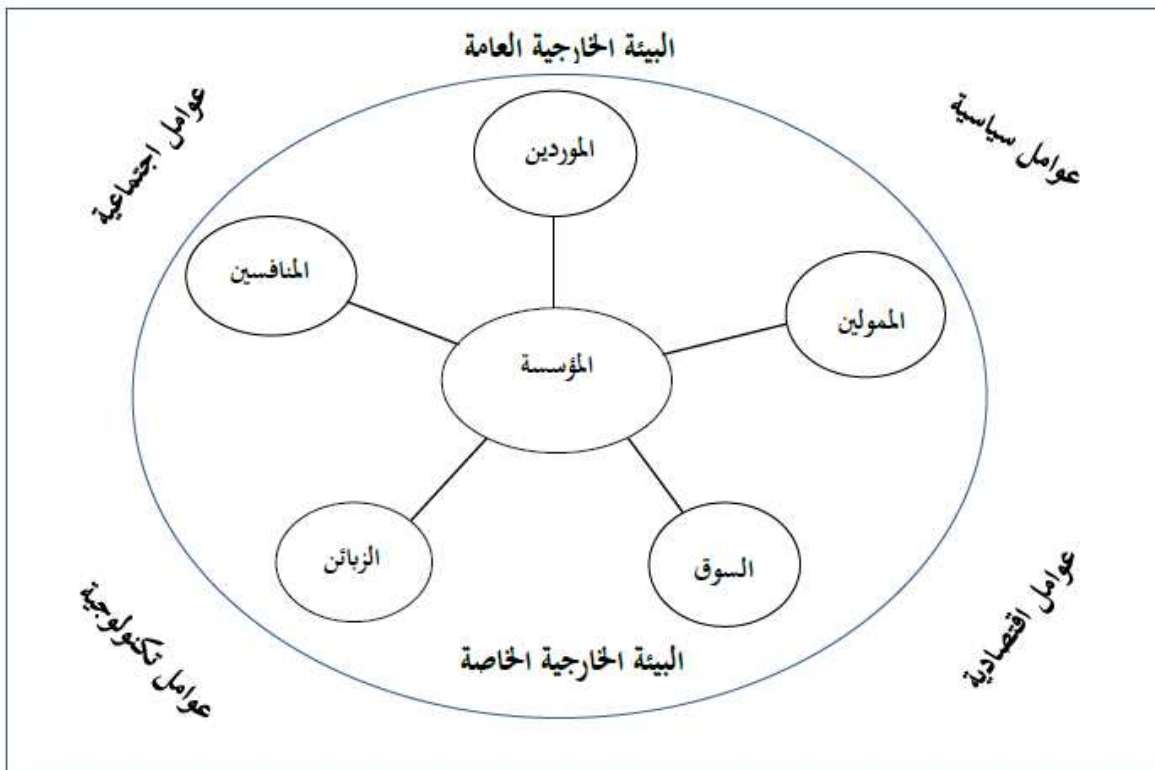 البيئة الخارجية العامة
عوامل سياسية
عوامل اجتماعية
الموردين
المنافسين
الممولين
المؤسسة
الزبائن
السوق
البيئة الخارجية الخاصة
عوامل اقتصادية
عوامل تكنولوجية